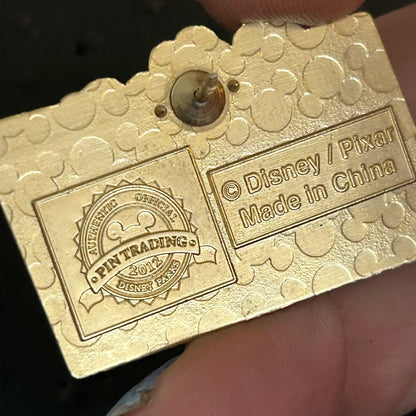 AUTHENTIC OFFICIAL
PIN TRADING
2012
DISNEY PARKS
© Disney / Pixar
Made in China